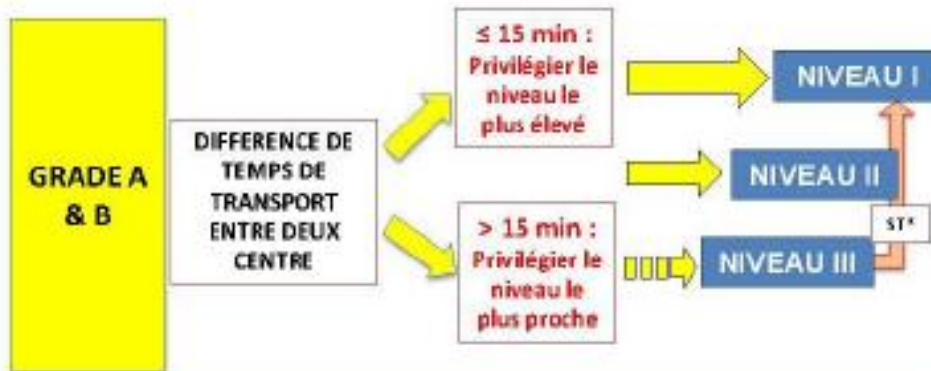 GRADE A
& B
DIFFERENCE DE
TEMPS DE
TRANSPORT
ENTRE DEUX
CENTRE
≤ 15 min :
Privilégier le
niveau le
plus élevé
> 15 min :
Privilégier le
niveau le
plus proche
NIVEAU I
NIVEAU II
ST*
NIVEAU III